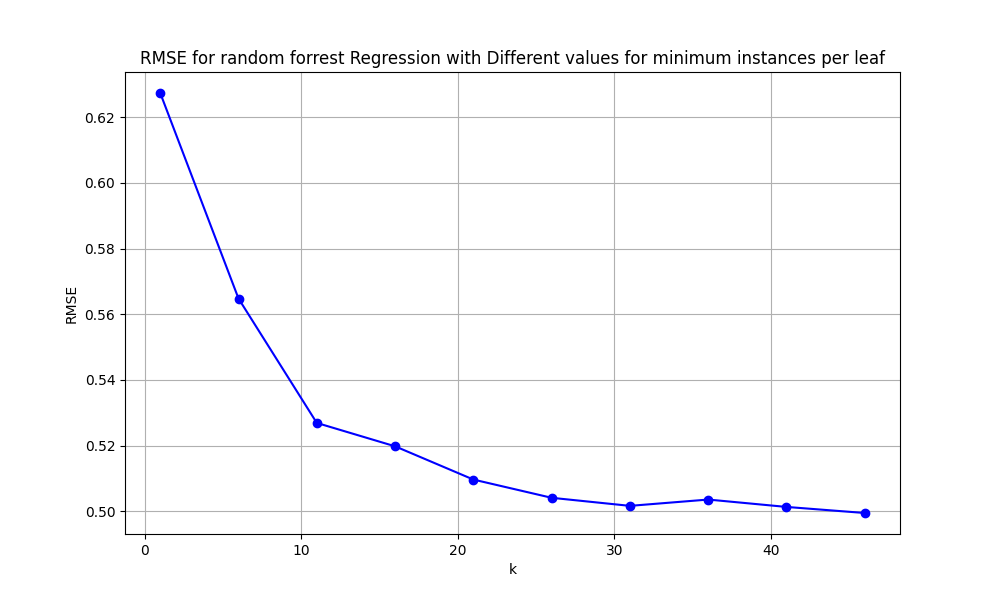 RMSE for random forrest Regression with Different values for minimum instances per leaf
RMSE
0.62
0.60
0.58
0.56
0.54
0.52
0.50
0 10 20 30 40
k